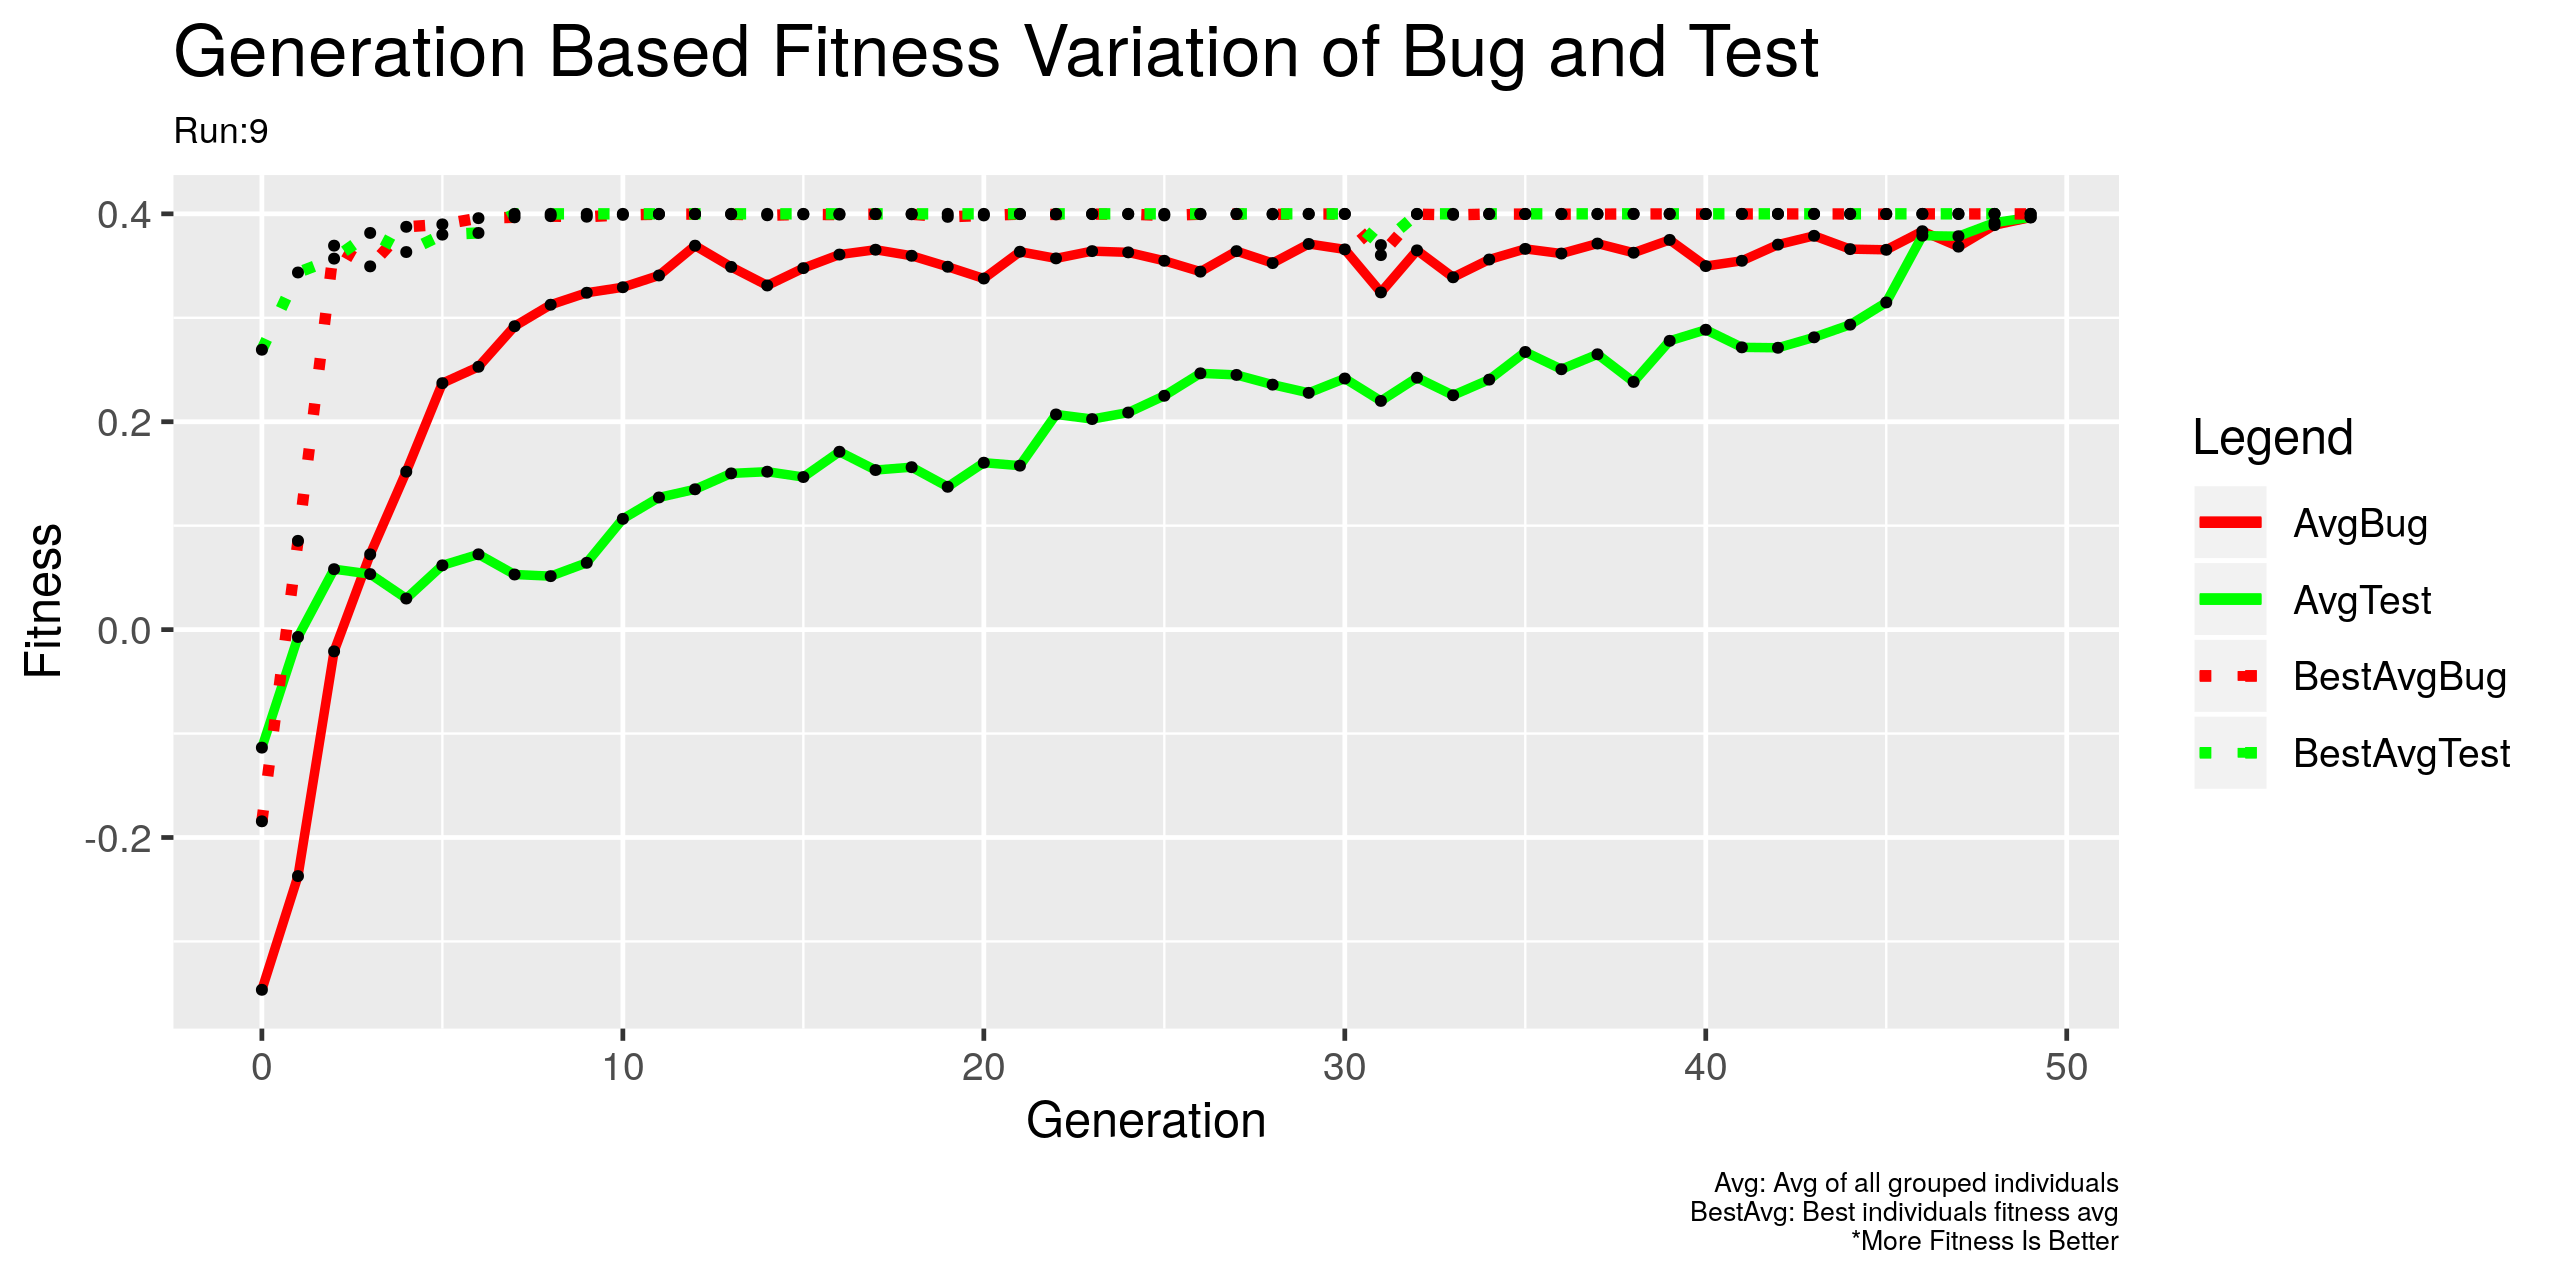 Generation Based Fitness Variation of Bug and Test
Run:9
0.4
0.2
0.0
-0.2
Fitness
0 10 20 30 40 50
Generation
Legend
AvgBug
AvgTest
BestAvgBug
BestAvgTest
Avg: Avg of all grouped individuals
BestAvg: Best individuals fitness avg
*More Fitness Is Better